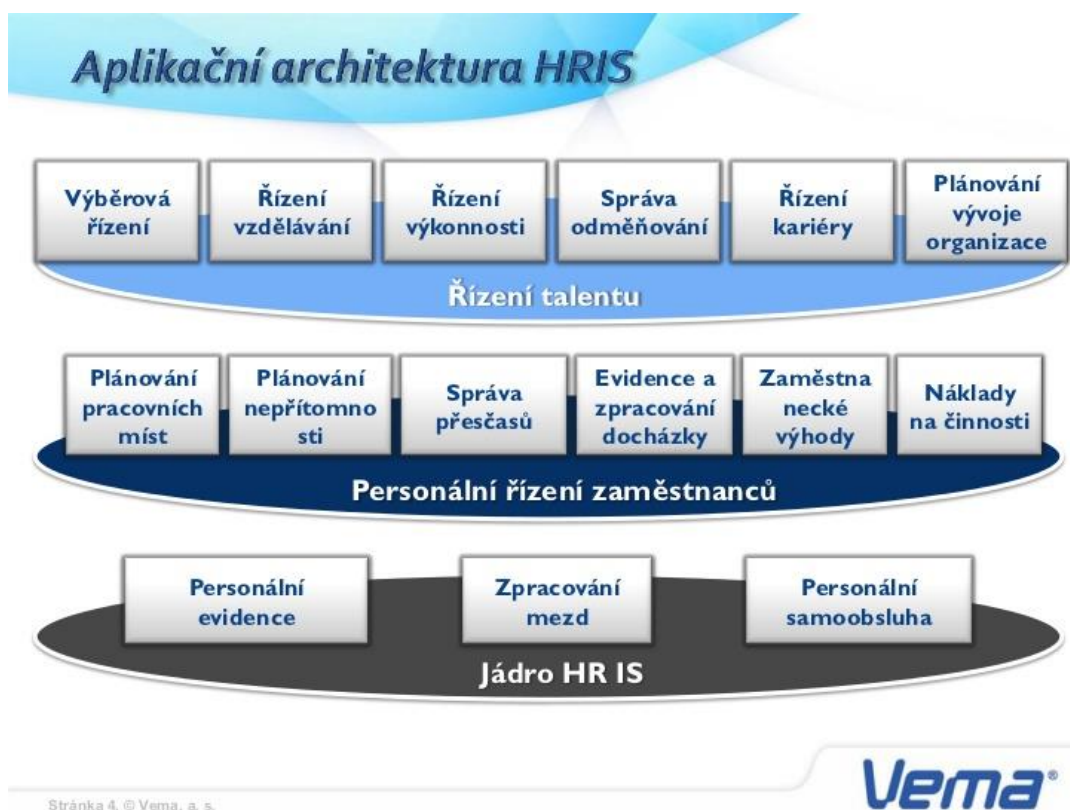 Aplikační architektura HRIS
Výběrová
řízení
Řízení
vzdělávání
Řízení
výkonnosti
Správa
odměňování
Řízení
kariéry
Plánování
vývoje
organizace
Řízení talentu
Plánování
pracovních
míst
Plánování
nepřítomno
sti
Správa
přesčasů
Evidence a
zpracování
docházky
Zaměstna
necké
výhody
Náklady
na činnosti
Personální řízení zaměstnanců
Personální
evidence
Zpracování
mezd
Personální
samoobsluha
Jádro HR IS
Vema®
Stránka 4, © Vema, a. s.